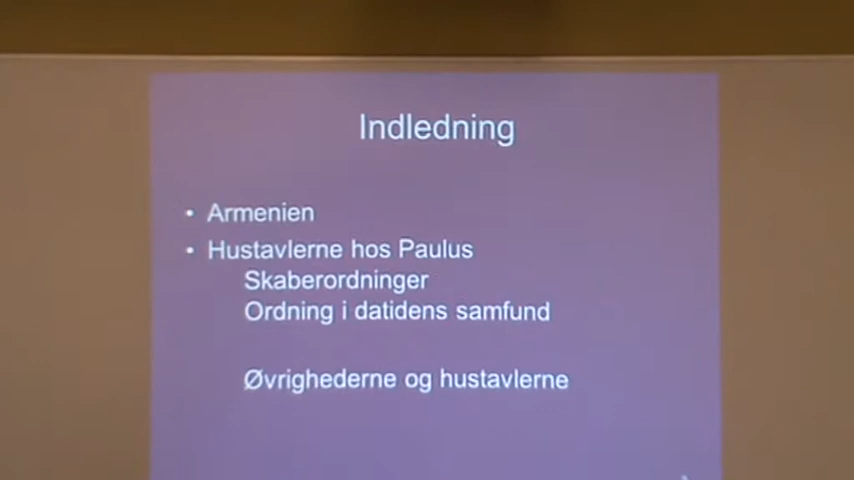 Indledning
• Armenien
• Hustavlerne hos Paulus
Skaberordninger
Ordning i datidens samfund
Øvrighederne og hustavlerne